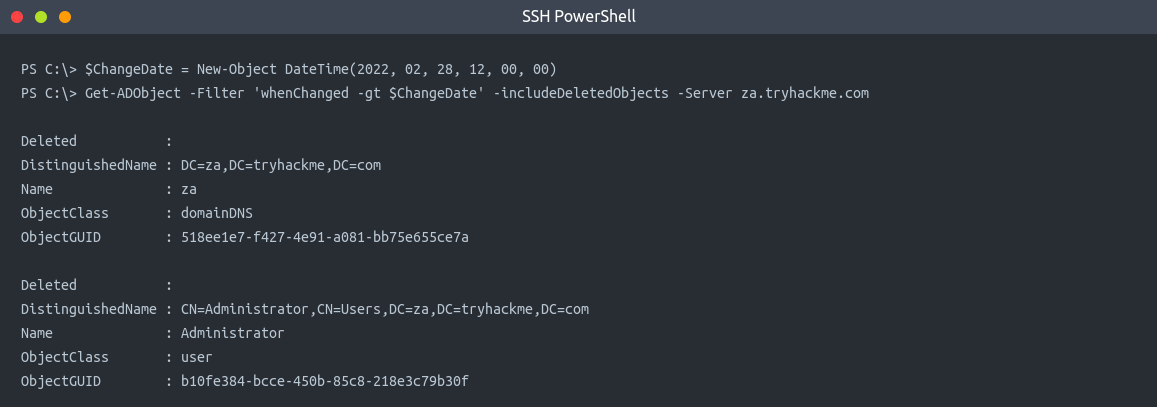 SSH PowerShell
PS C:\> $ChangeDate = New-Object DateTime(2022, 02, 28, 12, 00, 00)
PS C:\> Get-ADObject -Filter 'whenChanged -gt $ChangeDate' -includeDeletedObjects -Server za.tryhackme.com
Deleted           :
DistinguishedName : DC=za,DC=tryhackme,DC=com
Name              : za
ObjectClass       : domainDNS
ObjectGUID        : 518ee1e7-f427-4e91-a081-bb75e655ce7a
Deleted           :
DistinguishedName : CN=Administrator,CN=Users,DC=za,DC=tryhackme,DC=com
Name              : Administrator
ObjectClass       : user
ObjectGUID        : b10fe384-bcce-450b-85c8-218e3c79b30f